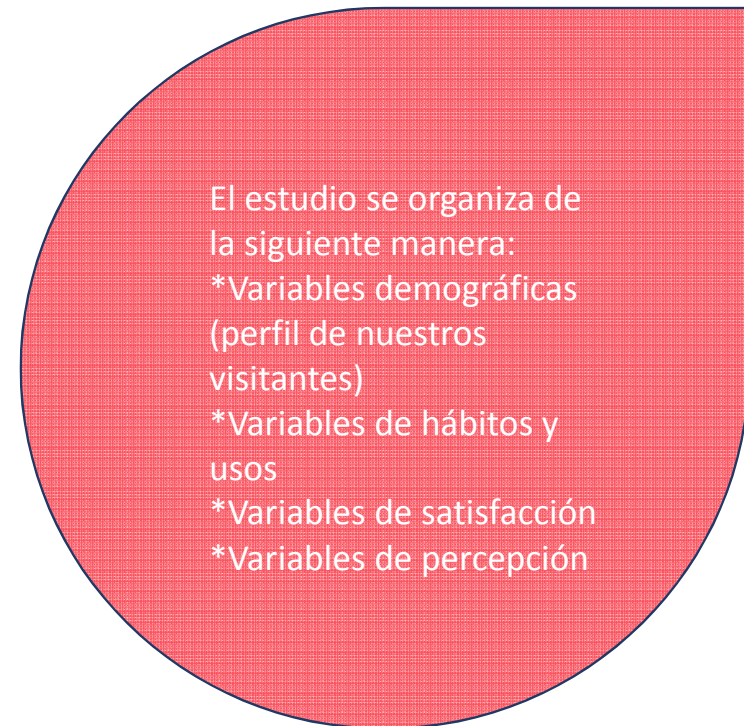 El estudio se organiza de
la siguiente manera:
*Variables demográficas
(perfil de nuestros
visitantes)
*Variables de hábitos y
usos
*Variables de satisfacción
*Variables de percepción